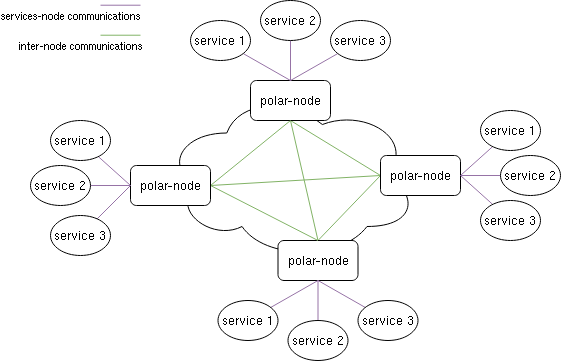 services-node communications
inter-node communications
service 1
service 2
service 3
polar-node
service 1
service 2
service 3
polar-node
polar-node
service 1
service 2
service 3
polar-node
service 1
service 2
service 3